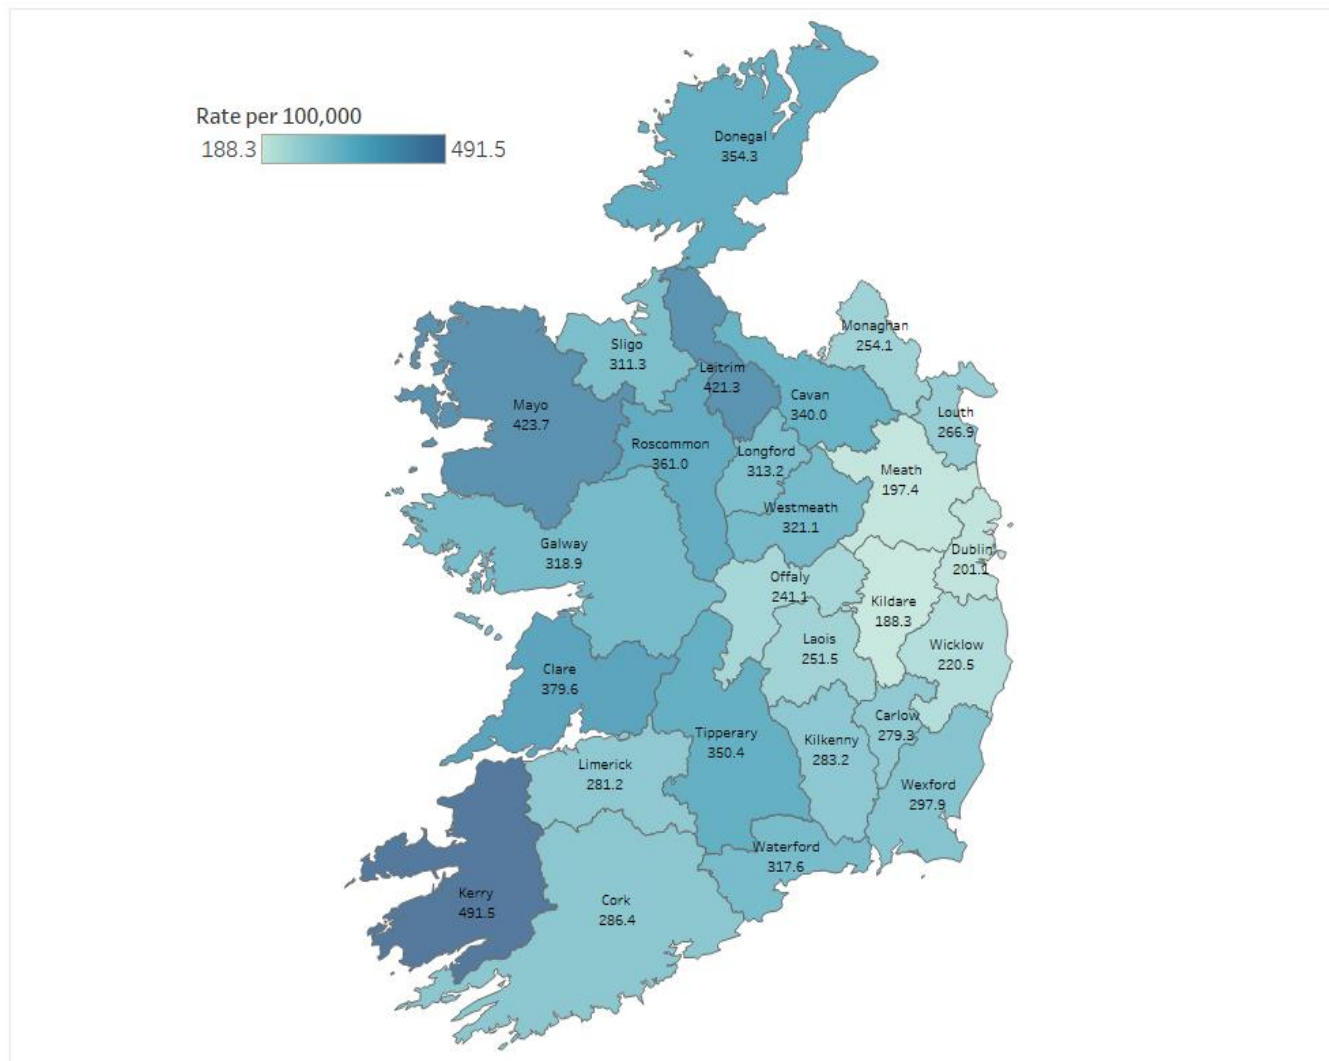 Rate per 100,000
188.3
491.5
Donegal
354.3
Monaghan
254.1
Sligo
311.3
Leitrim
421.3
Cavan
340.0
Mayo
423.7
Louth
266.9
Roscommon
361.0
Longford
313.2
Meath
197.4
Westmeath
321.1
Galway
318.9
Dublin
201.1
Offaly
241.1
Kildare
188.3
Laois
251.5
Wicklow
220.5
Clare
379.6
Carlow
279.3
Tipperary
350.4
Kilkenny
283.2
Limerick
281.2
Wexford
297.9
Waterford
317.6
Kerry
491.5
Cork
286.4